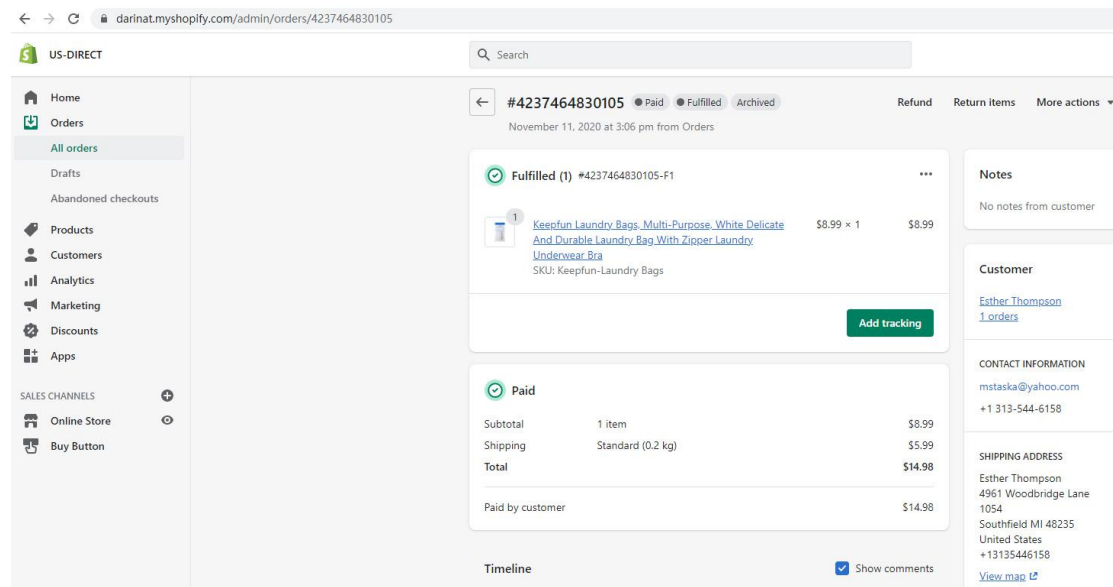 darinat.myshopify.com/admin/orders/4237464830105
US-DIRECT
Search
Home
Orders
All orders
Drafts
Abandoned checkouts
Products
Customers
Analytics
Marketing
Discounts
Apps
SALES CHANNELS
Online Store
Buy Button
#4237464830105 Paid Fulfilled Archived
Refund Return items More actions
November 11, 2020 at 3:06 pm from Orders
Fulfilled (1) #4237464830105-F1
1
Keepfun Laundry Bags, Multi-Purpose, White Delicate $8.99 × 1 $8.99
And Durable Laundry Bag With Zipper Laundry
Underwear Bra
SKU: Keepfun-Laundry Bags
Add tracking
Paid
Subtotal 1 item $8.99
Shipping Standard (0.2 kg) $5.99
Total $14.98
Paid by customer $14.98
Timeline Show comments
Notes
No notes from customer
Customer
Esther Thompson
1 orders
CONTACT INFORMATION
mstaska@yahoo.com
+1 313-544-6158
SHIPPING ADDRESS
Esther Thompson
4961 Woodbridge Lane
1054
Southfield MI 48235
United States
+13135446158
View map